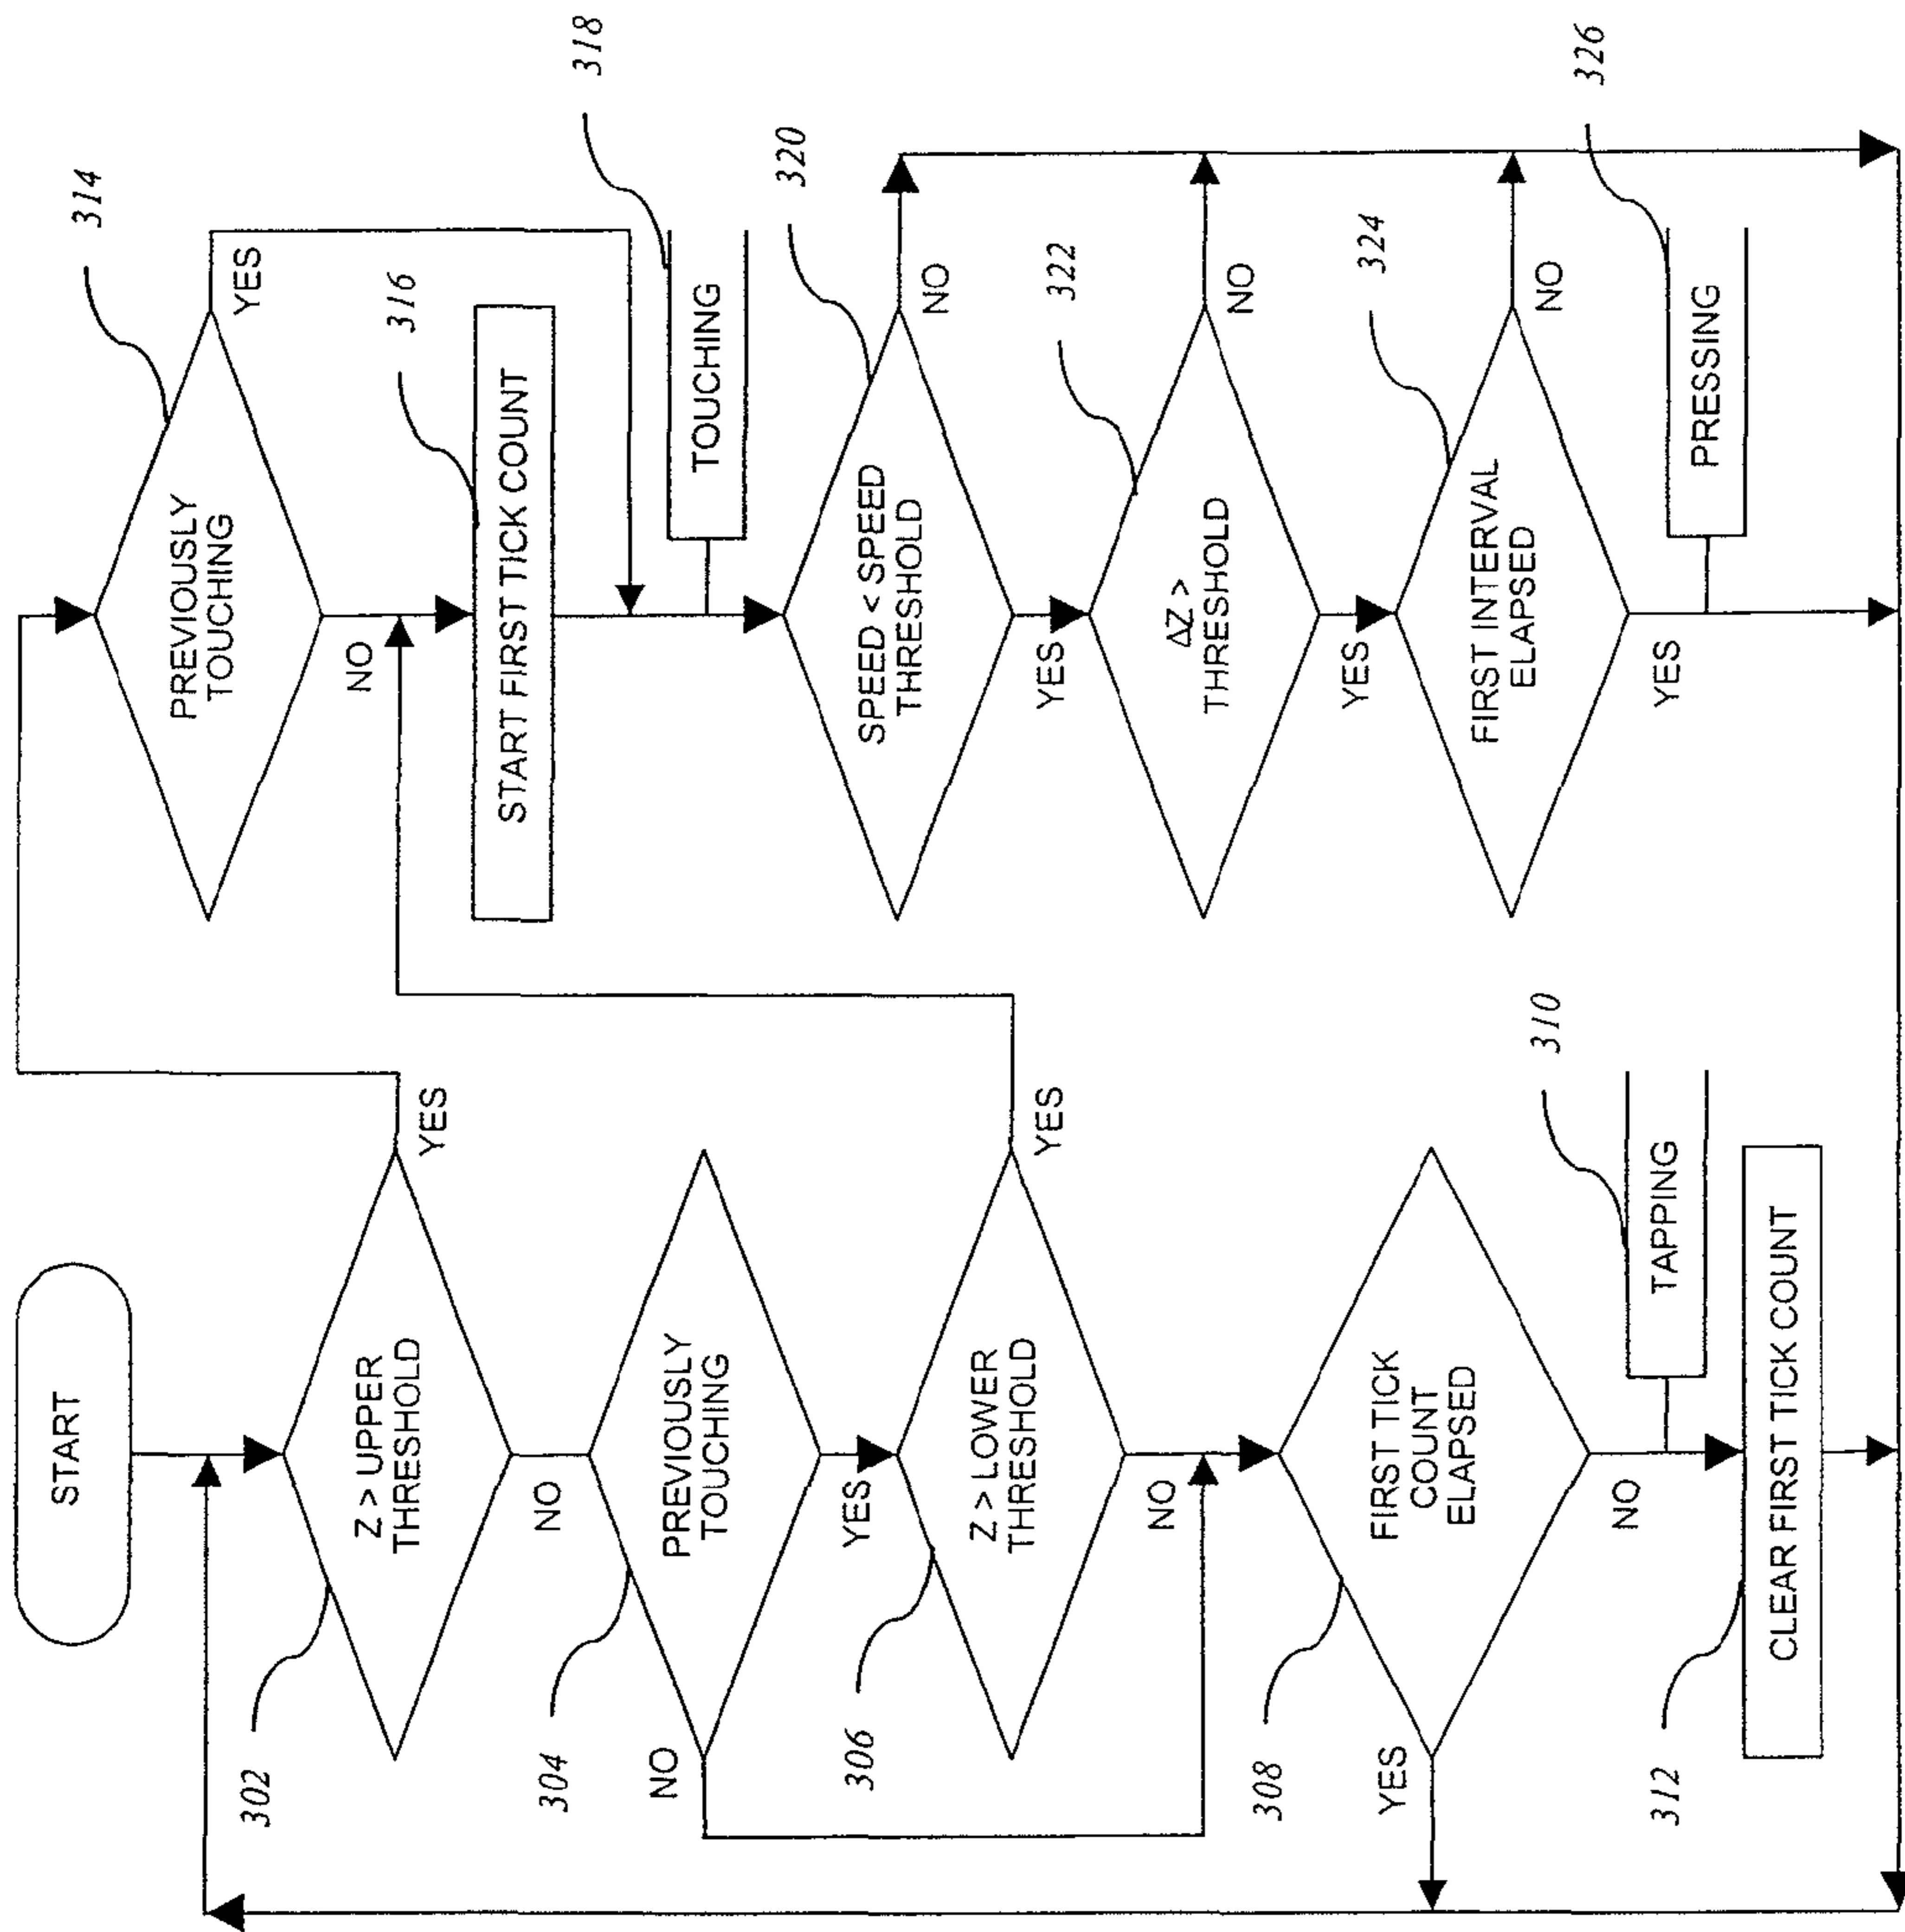 START
Z > UPPER
THRESHOLD
YES
NO
302
PREVIOUSLY
TOUCHING
304
NO
YES
Z > LOWER
THRESHOLD
306
YES
NO
FIRST TICK
COUNT
ELAPSED
308
YES
NO
TAPPING
310
CLEAR FIRST TICK COUNT
312
PREVIOUSLY
TOUCHING
314
YES
NO
START FIRST TICK COUNT
316
TOUCHING
318
SPEED < SPEED
THRESHOLD
320
NO
YES
ΔZ >
THRESHOLD
322
NO
YES
FIRST INTERVAL
ELAPSED
324
NO
YES
PRESSING
326